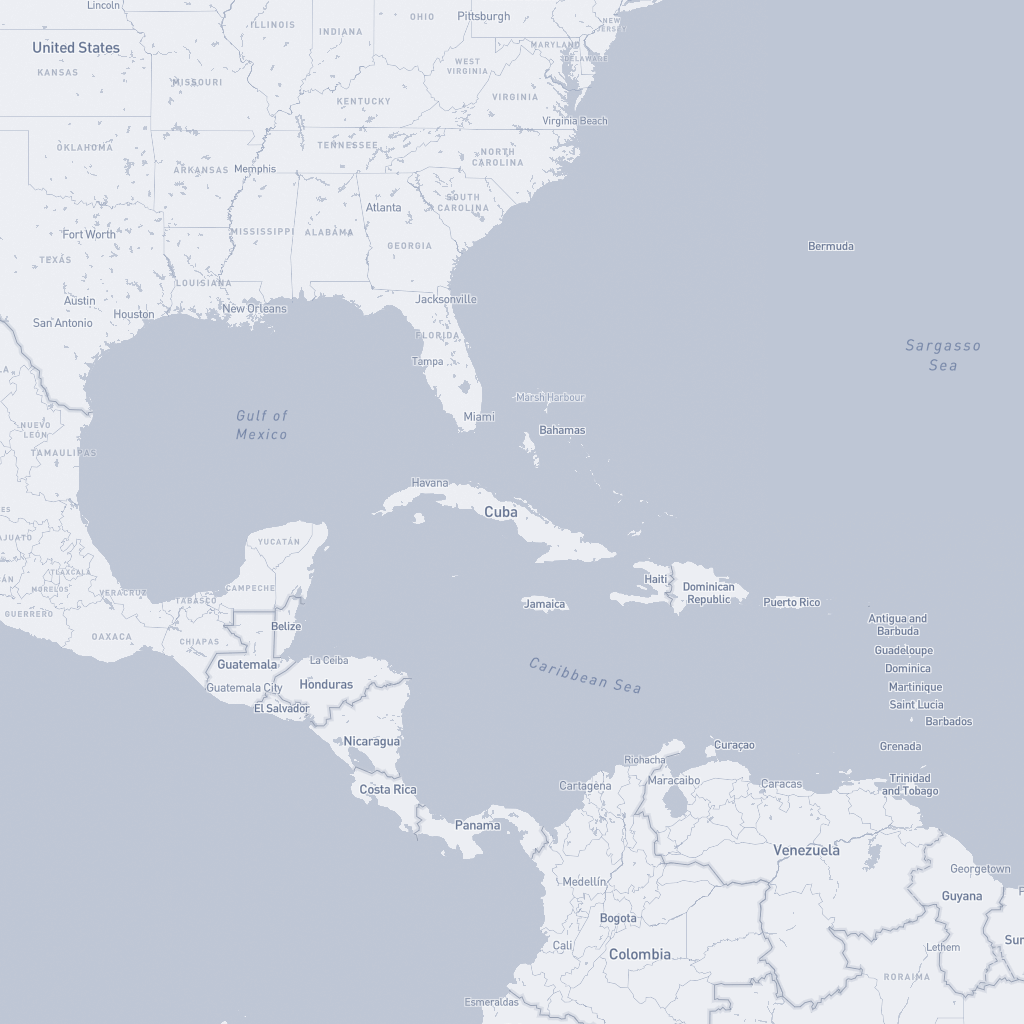 Lincoln
OHIO
Pittsburgh
NEW
JERSEY
ILLINOIS
INDIANA
United States
MARYLAND
DELAWARE
KANSAS
WEST
VIRGINIA
MISSOURI
VIRGINIA
KENTUCKY
Virginia Beach
OKLAHOMA
TENNESSEE
NORTH
CAROLINA
ARKANSAS
Memphis
SOUTH
CAROLINA
Atlanta
Fort Worth
MISSISSIPPI
ALABAMA
GEORGIA
Bermuda
TEXAS
LOUISIANA
Austin
Jacksonville
New Orleans
Houston
San Antonio
FLORIDA
Sargasso
Sea
Tampa
Marsh Harbour
Gulf of
Mexico
Miami
NUEVO
LEÓN
Bahamas
TAMAULIPAS
Havana
Cuba
YUCATÁN
TLAXCALA
Haiti
Dominican
Republic
MORELOS
VERACRUZ
CAMPECHE
TABASCO
Jamaica
Puerto Rico
GUERRERO
Antigua and
Barbuda
Belize
OAXACA
CHIAPAS
Guadeloupe
La Ceiba
Guatemala
Caribbean Sea
Dominica
Guatemala City
Honduras
Martinique
El Salvador
Saint Lucia
Barbados
Nicaragua
Curaçao
Grenada
Riohacha
Costa Rica
Cartagena
Maracaibo
Caracas
Trinidad
and Tobago
Panama
Venezuela
Georgetown
Medellín
Guyana
Bogota
Cali
Colombia
Lethem
Sur
RORAIMA
Esmeraldas